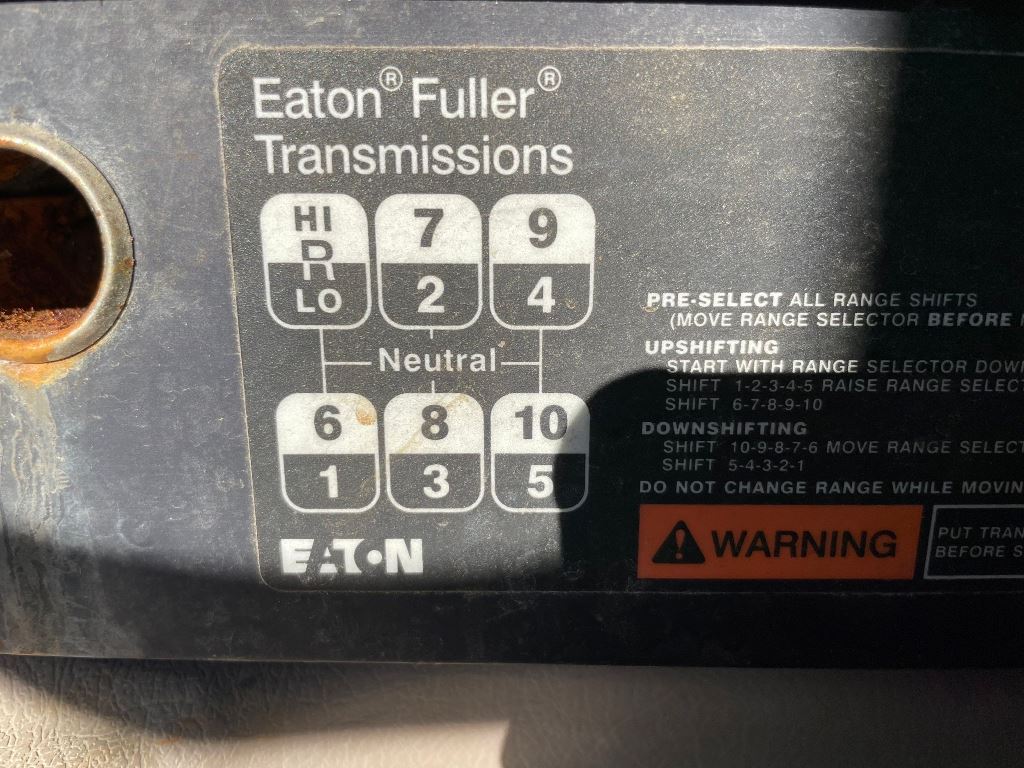 Eaton® Fuller®
Transmissions
HI 7 9
R
LO 2 4
Neutral
6 8 10
1 3 5
EATON
PRE-SELECT ALL RANGE SHIFTS
(MOVE RANGE SELECTOR BEFORE
UPSHIFTING
START WITH RANGE SELECTOR DOW
SHIFT 1-2-3-4-5 RAISE RANGE SELECT
SHIFT 6-7-8-9-10
DOWNSHIFTING
SHIFT 10-9-8-7-6 MOVE RANGE SELECT
SHIFT 5-4-3-2-1
DO NOT CHANGE RANGE WHILE MOVIN
WARNING
PUT TRAN
BEFORE S